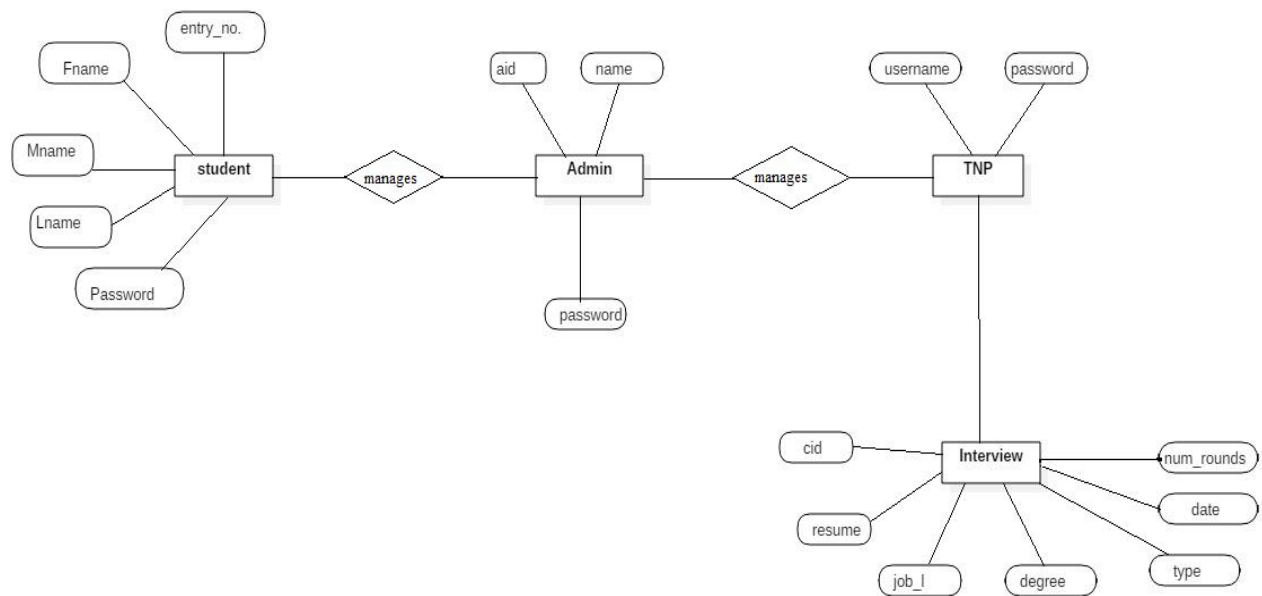 entry_no.
Fname
aid
name
username
password
Mname
student
manages
Admin
manages
TNP
Lname
Password
password
cid
Interview
num_rounds
date
resume
job_l
degree
type